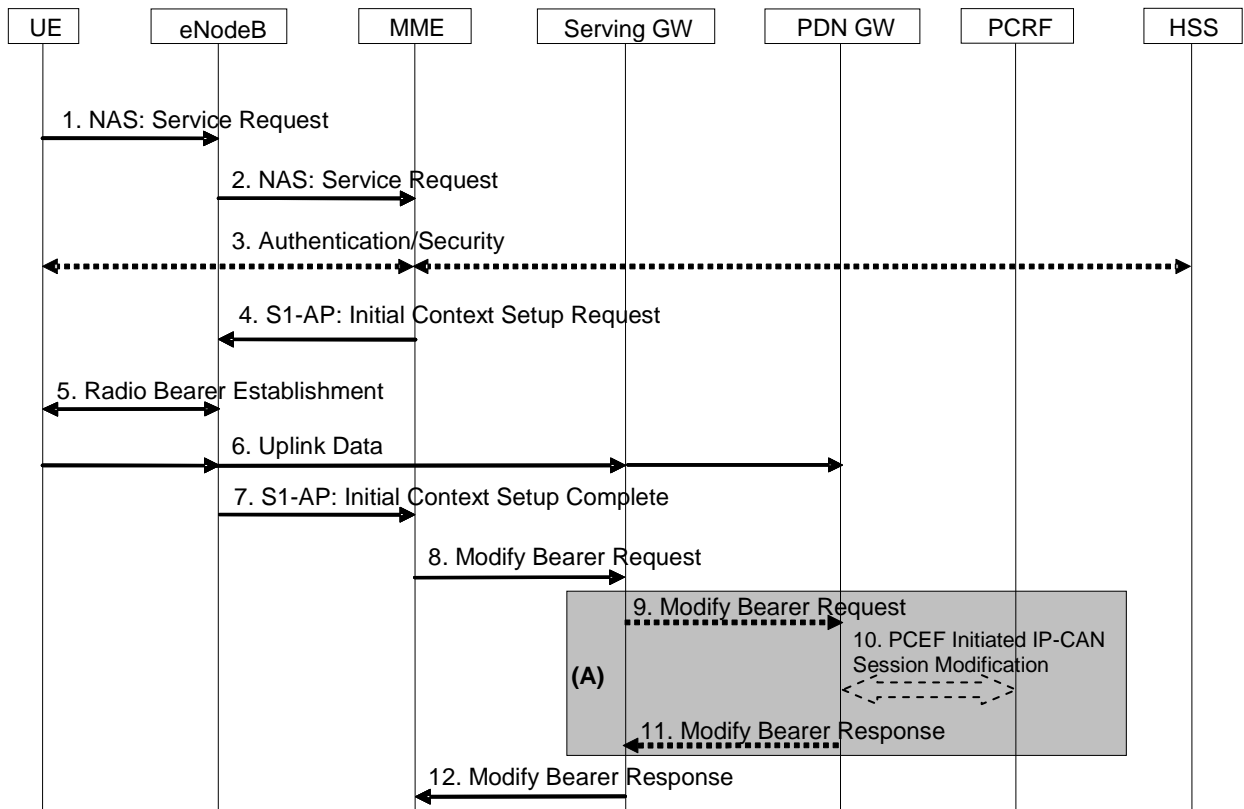 UE
eNodeB
MME
Serving GW
PDN GW
PCRF
HSS
1. NAS: Service Request
2. NAS: Service Request
3. Authentication/Security
4. S1-AP: Initial Context Setup Request
5. Radio Bearer Establishment
6. Uplink Data
7. S1-AP: Initial Context Setup Complete
8. Modify Bearer Request
9. Modify Bearer Request
10. PCEF Initiated IP-CAN
Session Modification
(A)
11. Modify Bearer Response
12. Modify Bearer Response